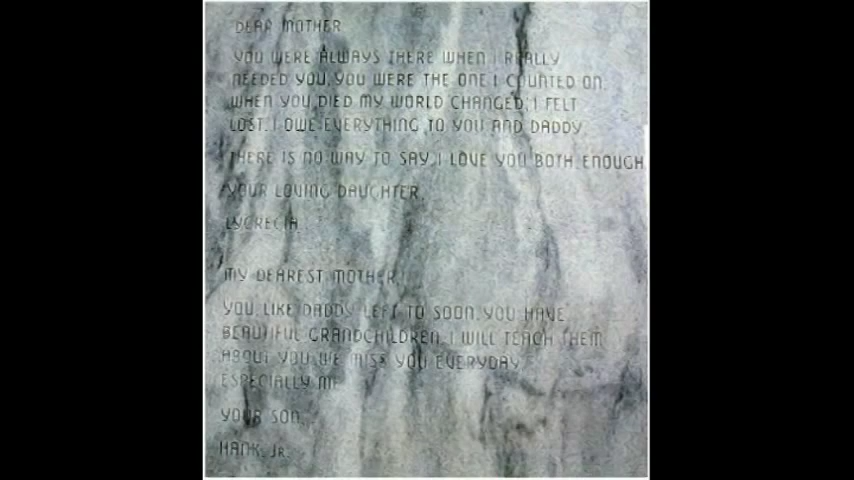 DEAR MOTHER
YOU WERE ALWAYS THERE WHEN I REALLY
NEEDED YOU. YOU WERE THE ONE I COUNTED ON.
WHEN YOU DIED MY WORLD CHANGED, I FELT
LOST. I OWE EVERYTHING TO YOU AND DADDY.
THERE IS NO WAY TO SAY, I LOVE YOU BOTH ENOUGH.
YOUR LOVING DAUGHTER,
LYCRECIA
MY DEAREST MOTHER,
YOU, LIKE DADDY LEFT TO SOON. YOU HAVE
BEAUTIFUL GRANDCHILDREN. I WILL TEACH THEM
ABOUT YOU. WE MISS YOU EVERYDAY
ESPECIALLY ME
YOUR SON,
HANK, JR.